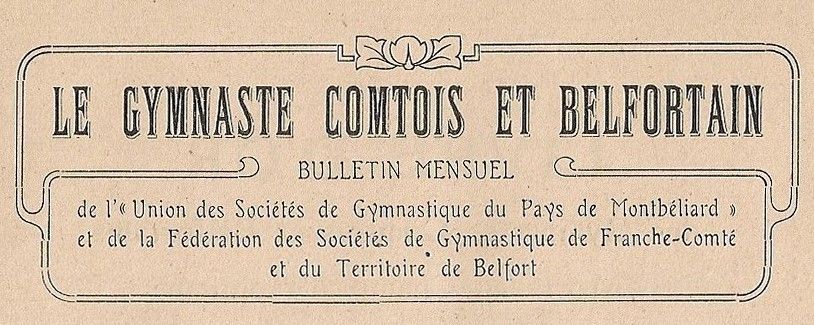 LE GYMNASTE COMTOIS ET BELFORTAIN
BULLETIN MENSUEL
de l'« Union des Sociétés de Gymnastique du Pays de Montbéliard »
et de la Fédération des Sociétés de Gymnastique de Franche-Comté
et du Territoire de Belfort